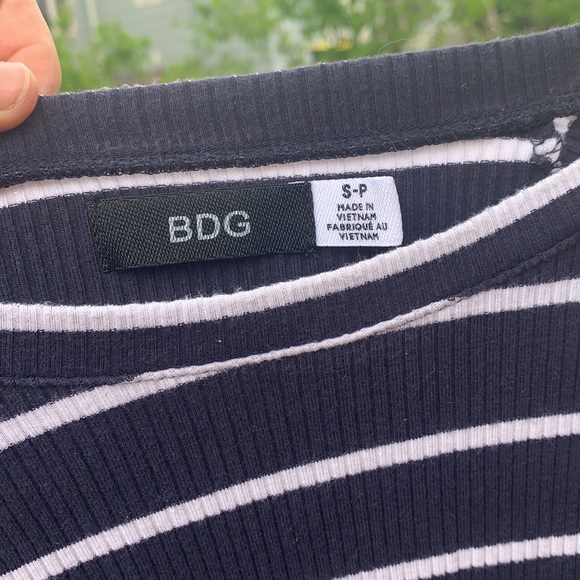 BDG
S-P
MADE IN
VIETNAM
FABRIQUÉ AU
VIETNAM